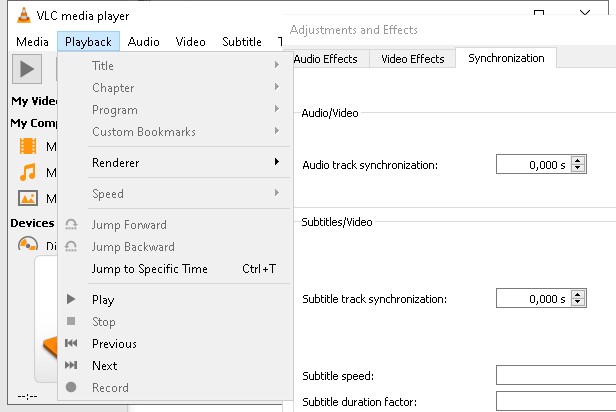 VLC media player
Media Playback Audio Video Subtitle
Title
Chapter
Program
Custom Bookmarks
Renderer
Speed
Jump Forward
Jump Backward
Jump to Specific Time Ctrl+T
Play
Stop
Previous
Next
Record
My Comp
Devices
--:--
Adjustments and Effects
Audio Effects Video Effects Synchronization
Audio/Video
Audio track synchronization: 0,000 s
Subtitles/Video
Subtitle track synchronization: 0,000 s
Subtitle speed:
Subtitle duration factor: